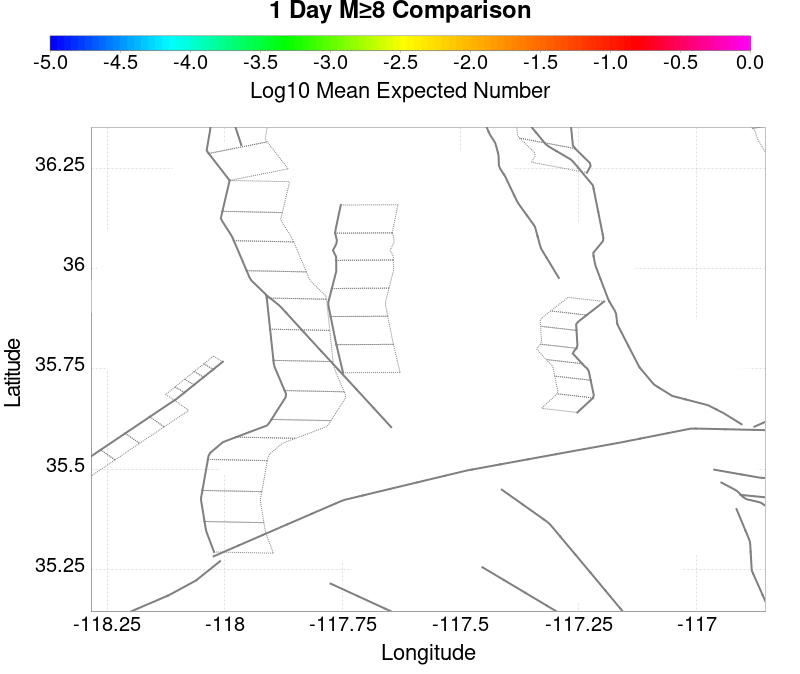 1 Day M≥8 Comparison
-5.0 -4.5 -4.0 -3.5 -3.0 -2.5 -2.0 -1.5 -1.0 -0.5 0.0
Log10 Mean Expected Number
36.25
36
35.75
35.5
35.25
Latitude
-118.25 -118 -117.75 -117.5 -117.25 -117
Longitude